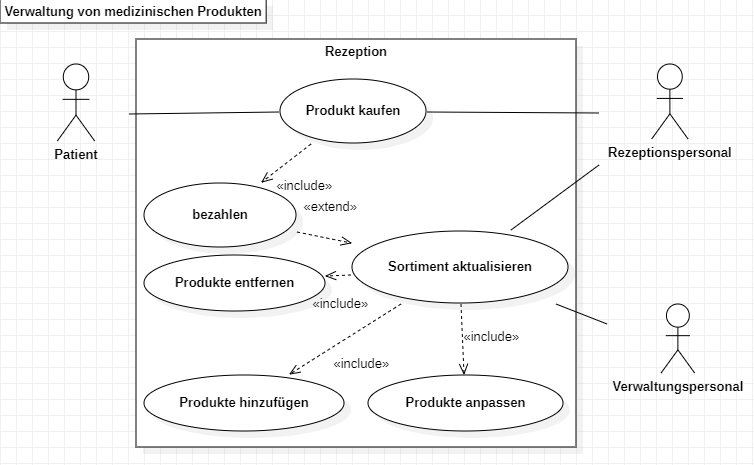 Verwaltung von medizinischen Produkten
Rezeption
Produkt kaufen
Patient
Rezeptionspersonal
«include»
«extend»
bezahlen
Sortiment aktualisieren
Produkte entfernen
«include»
«include»
«include»
Verwaltungspersonal
Produkte hinzufügen
Produkte anpassen